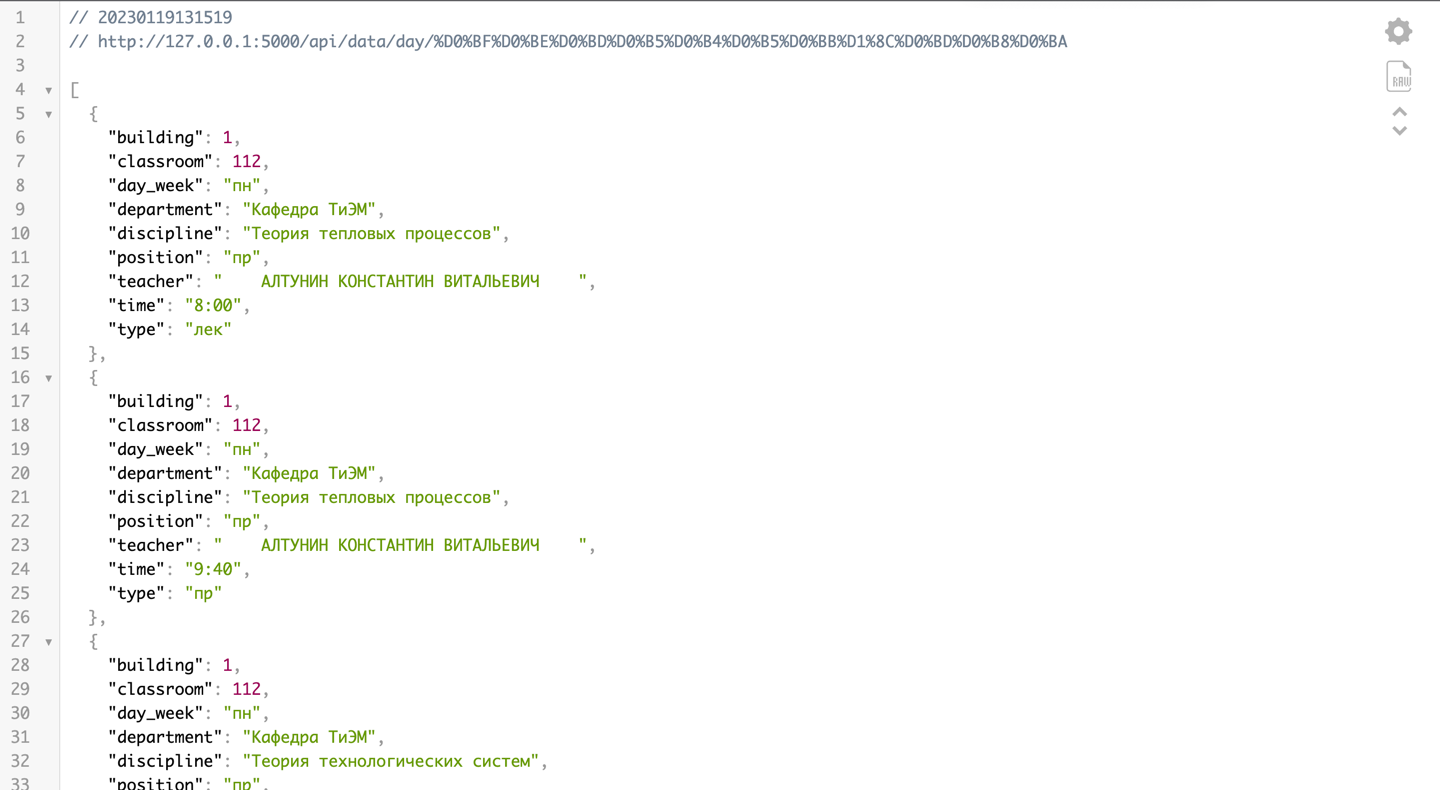 1 // 20230119131519
2 // http://127.0.0.1:5000/api/data/day/%D0%BF%D0%BE%D0%BD%D0%B5%D0%B4%D0%B5%D0%BB%D1%8C%D0%BD%D0%B8%D0%BA
3
4 [
5 {
6 "building": 1,
7 "classroom": 112,
8 "day_week": "пн",
9 "department": "Кафедра ТиЭМ",
10 "discipline": "Теория тепловых процессов",
11 "position": "пр",
12 "teacher": "    АЛТУНИН КОНСТАНТИН ВИТАЛЬЕВИЧ    ",
13 "time": "8:00",
14 "type": "лек"
15 },
16 {
17 "building": 1,
18 "classroom": 112,
19 "day_week": "пн",
20 "department": "Кафедра ТиЭМ",
21 "discipline": "Теория тепловых процессов",
22 "position": "пр",
23 "teacher": "    АЛТУНИН КОНСТАНТИН ВИТАЛЬЕВИЧ    ",
24 "time": "9:40",
25 "type": "пр"
26 },
27 {
28 "building": 1,
29 "classroom": 112,
30 "day_week": "пн",
31 "department": "Кафедра ТиЭМ",
32 "discipline": "Теория технологических систем",
33 "position": "пр",
RAW